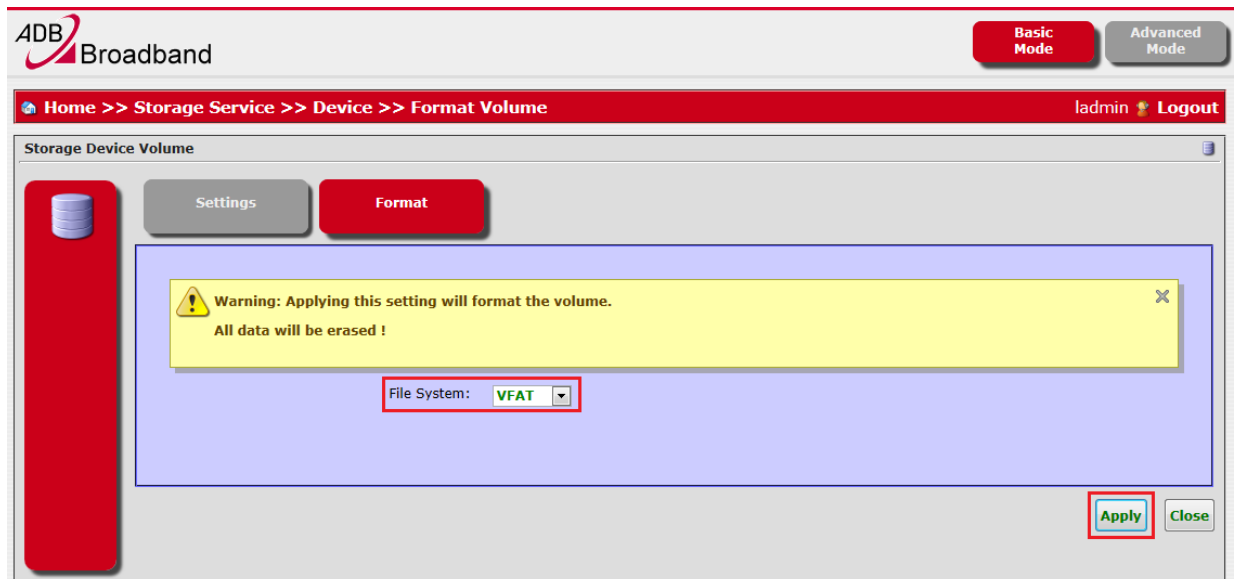 ADB
Broadband
Basic Mode
Advanced Mode
Home >> Storage Service >> Device >> Format Volume
ladmin Logout
Storage Device Volume
Settings
Format
Warning: Applying this setting will format the volume.
All data will be erased !
File System: VFAT
Apply Close